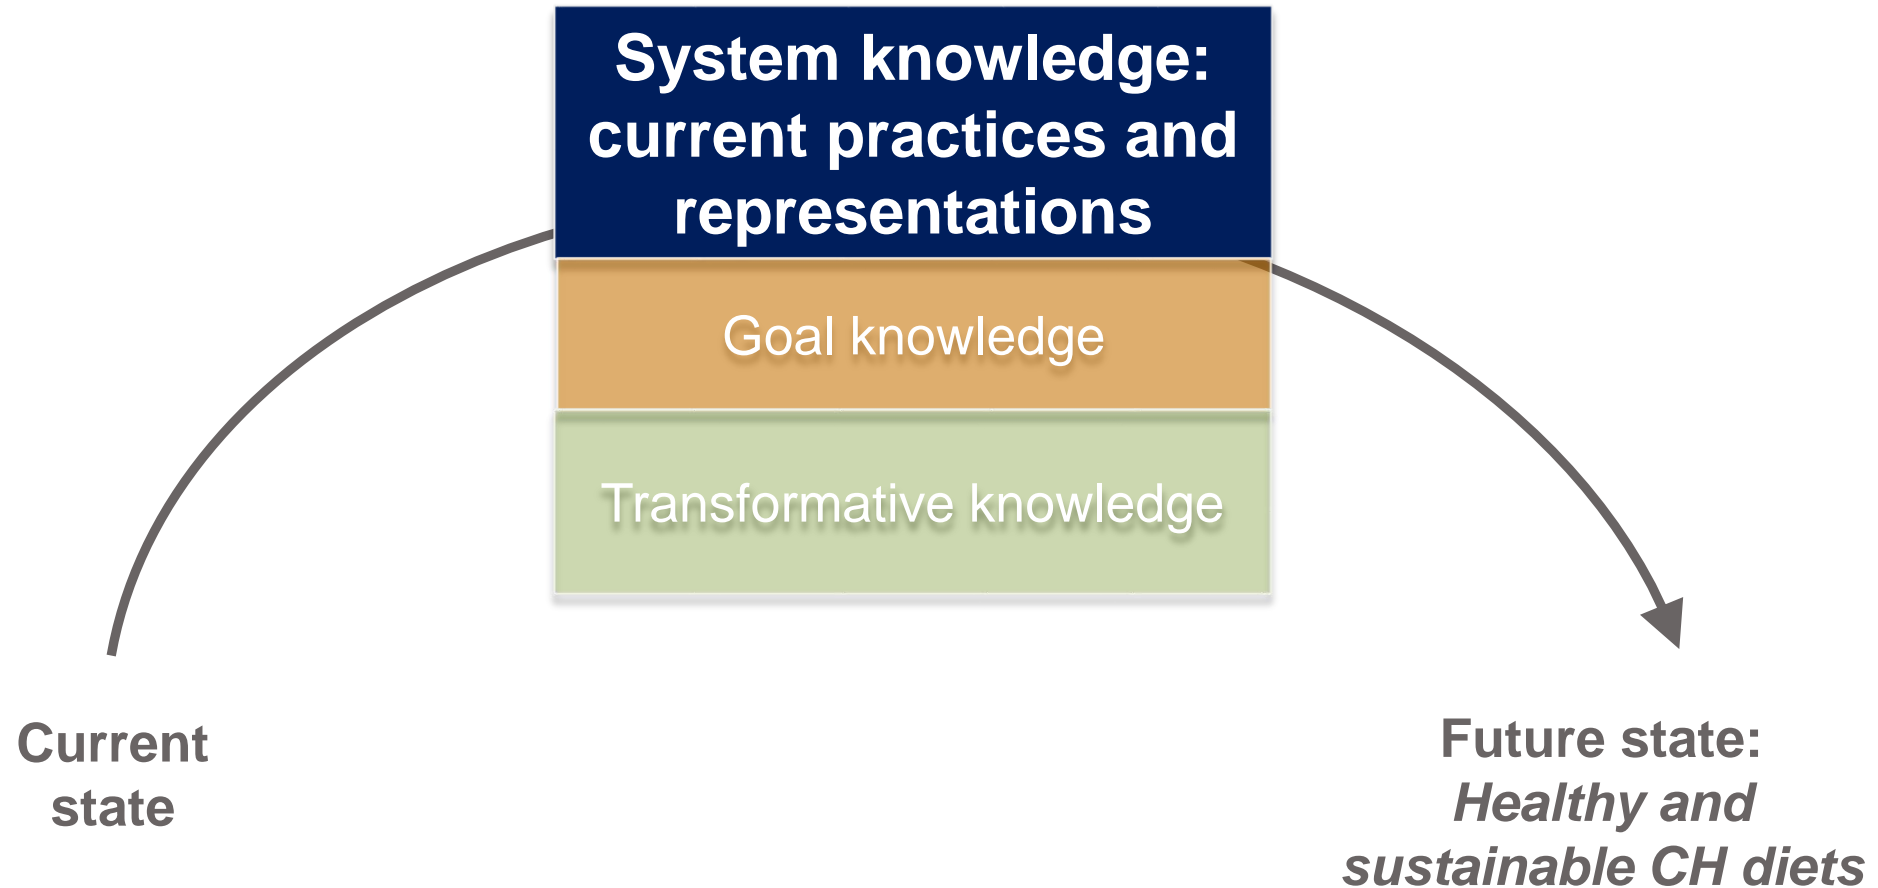 System knowledge:
current practices and
representations
Goal knowledge
Transformative knowledge
Current
state
Future state:
Healthy and
sustainable CH diets